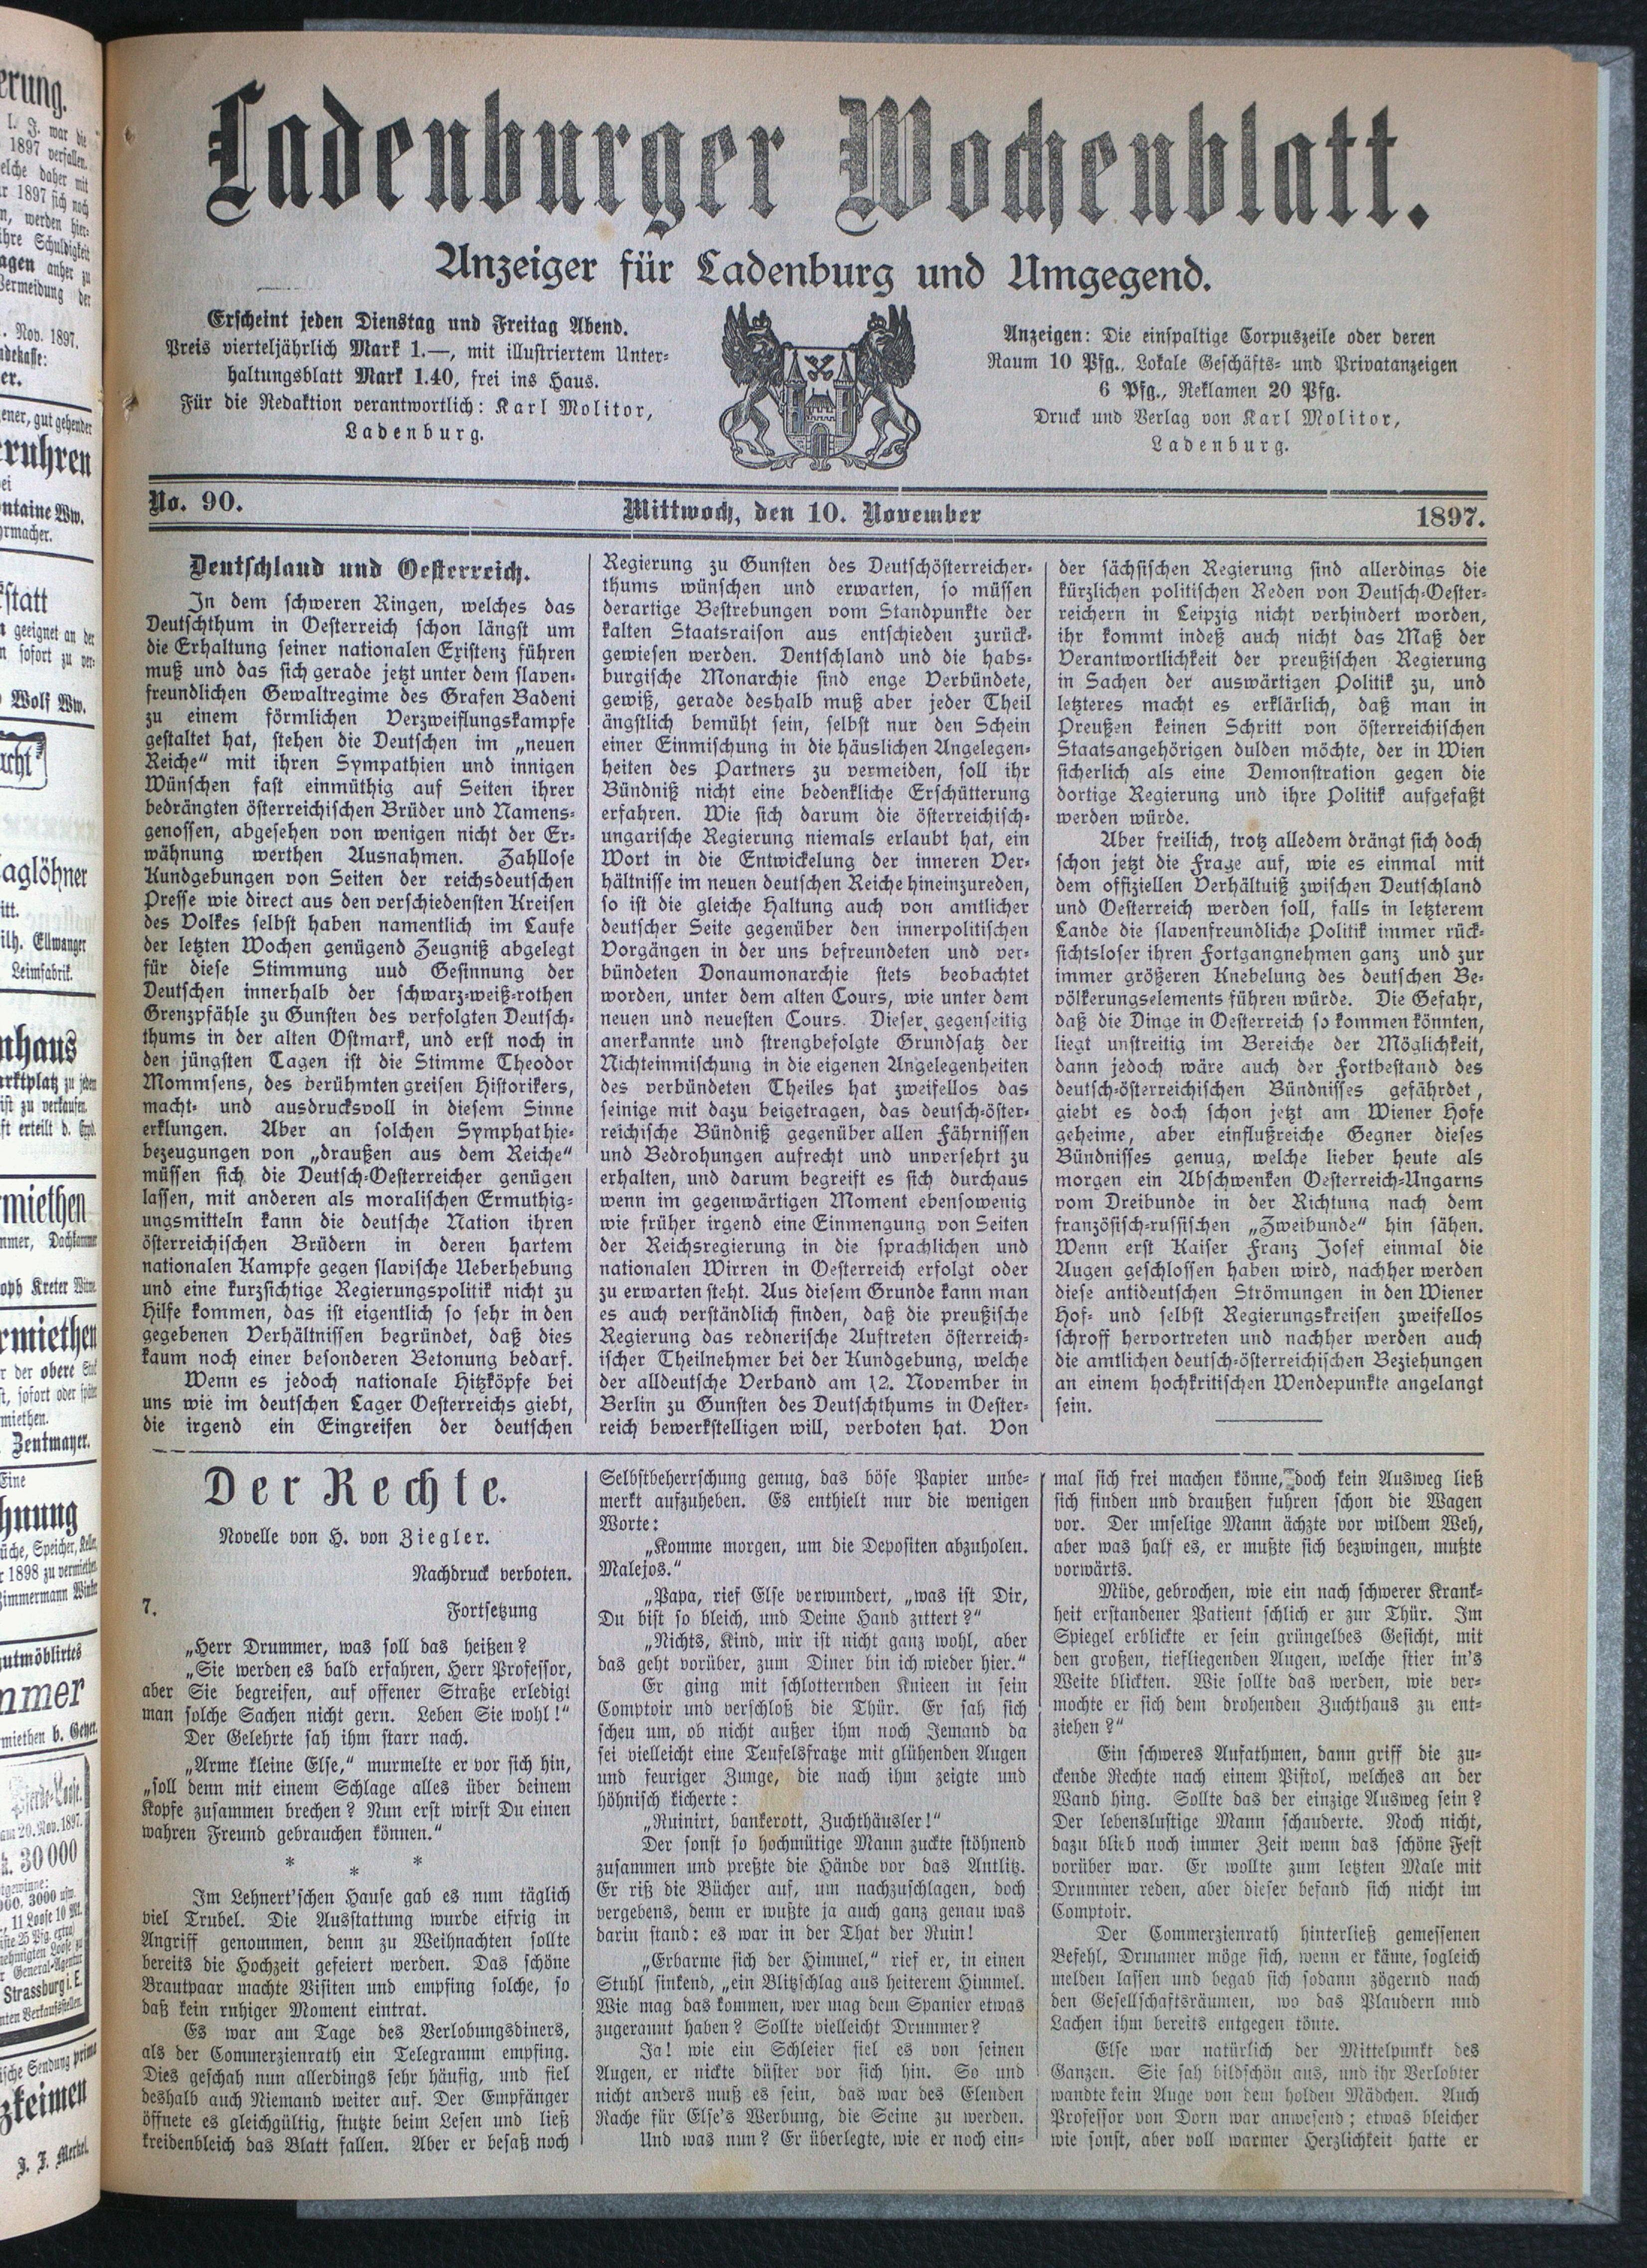 Ladenburger Wochenblatt.
Anzeiger für Ladenburg und Umgegend.
Erscheint jeden Dienstag und Freitag Abend.
Preis vierteljährlich Mark 1.—, mit illustriertem Unter-
haltungsblatt Mark 1.40, frei ins Haus.
Für die Redaktion verantwortlich: Karl Molitor,
Ladenburg.
Anzeigen: Die einspaltige Corpuszeile oder deren
Raum 10 Pfg., Lokale Geschäfts- und Privatanzeigen
6 Pfg., Reklamen 20 Pfg.
Druck und Verlag von Karl Molitor,
Ladenburg.
No. 90.
Mittwoch, den 10. November
1897.
Deutschland und Oesterreich.
In dem schweren Ringen, welches das
Deutschthum in Oesterreich schon längst um
die Erhaltung seiner nationalen Existenz führen
muß und das sich gerade jetzt unter dem slaven-
freundlichen Gewaltregime des Grafen Badeni
zu einem förmlichen Verzweiflungskampfe
gestaltet hat, stehen die Deutschen im „neuen
Reiche“ mit ihren Sympathien und innigen
Wünschen fast einmüthig auf Seiten ihrer
bedrängten österreichischen Brüder und Namens-
genossen, abgesehen von wenigen nicht der Er-
wähnung werthen Ausnahmen. Zahllose
Kundgebungen von Seiten der reichsdeutschen
Presse wie direct aus den verschiedensten Kreisen
des Volkes selbst haben namentlich im Laufe
der letzten Wochen genügend Zeugniß abgelegt
für diese Stimmung uud Gesinnung der
Deutschen innerhalb der schwarz-weiß-rothen
Grenzpfähle zu Gunsten des verfolgten Deutsch-
thums in der alten Ostmark, und erst noch in
den jüngsten Tagen ist die Stimme Theodor
Mommsens, des berühmten greisen Historikers,
macht- und ausdrucksvoll in diesem Sinne
erklungen. Aber an solchen Symphathie-
bezeugungen von „draußen aus dem Reiche“
müssen sich die Deutsch-Oesterreicher genügen
lassen, mit anderen als moralischen Ermuthig-
ungsmitteln kann die deutsche Nation ihren
österreichischen Brüdern in deren hartem
nationalen Kampfe gegen slavische Ueberhebung
und eine kurzsichtige Regierungspolitik nicht zu
Hilfe kommen, das ist eigentlich so sehr in den
gegebenen Verhältnissen begründet, daß dies
kaum noch einer besonderen Betonung bedarf.
Wenn es jedoch nationale Hitzköpfe bei
uns wie im deutschen Lager Oesterreichs giebt,
die irgend ein Eingreifen der deutschen
Regierung zu Gunsten des Deutschösterreicher-
thums wünschen und erwarten, so müssen
derartige Bestrebungen vom Standpunkte der
kalten Staatsraison aus entschieden zurück-
gewiesen werden. Dentschland und die habs-
burgische Monarchie sind enge Verbündete,
gewiß, gerade deshalb muß aber jeder Theil
ängstlich bemüht sein, selbst nur den Schein
einer Einmischung in die häuslichen Angelegen-
heiten des Partners zu vermeiden, soll ihr
Bündniß nicht eine bedenkliche Erschütterung
erfahren. Wie sich darum die österreichisch-
ungarische Regierung niemals erlaubt hat, ein
Wort in die Entwickelung der inneren Ver-
hältnisse im neuen deutschen Reiche hineinzureden,
so ist die gleiche Haltung auch von amtlicher
deutscher Seite gegenüber den innerpolitischen
Vorgängen in der uns befreundeten und ver-
bündeten Donaumonarchie stets beobachtet
worden, unter dem alten Cours, wie unter dem
neuen und neuesten Cours. Dieser gegenseitig
anerkannte und strengbefolgte Grundsatz der
Nichteinmischung in die eigenen Angelegenheiten
des verbündeten Theiles hat zweifellos das
seinige mit dazu beigetragen, das deutsch-öster-
reichische Bündniß gegenüber allen Fährnissen
und Bedrohungen aufrecht und unversehrt zu
erhalten, und darum begreift es sich durchaus
wenn im gegenwärtigen Moment ebensowenig
wie früher irgend eine Einmengung von Seiten
der Reichsregierung in die sprachlichen und
nationalen Wirren in Oesterreich erfolgt oder
zu erwarten steht. Aus diesem Grunde kann man
es auch verständlich finden, daß die preußische
Regierung das rednerische Auftreten österreich-
ischer Theilnehmer bei der Kundgebung, welche
der alldeutsche Verband am 12. November in
Berlin zu Gunsten des Deutschthums in Oester-
reich bewerkstelligen will, verboten hat. Von
der sächsischen Regierung sind allerdings die
kürzlichen politischen Reden von Deutsch-Oester-
reichern in Leipzig nicht verhindert worden,
ihr kommt indeß auch nicht das Maß der
Verantwortlichkeit der preußischen Regierung
in Sachen der auswärtigen Politik zu, und
letzteres macht es erklärlich, daß man in
Preußen keinen Schritt von österreichischen
Staatsangehörigen dulden möchte, der in Wien
sicherlich als eine Demonstration gegen die
dortige Regierung und ihre Politik aufgefaßt
werden würde.
Aber freilich, trotz alledem drängt sich doch
schon jetzt die Frage auf, wie es einmal mit
dem offiziellen Verhältuiß zwischen Deutschland
und Oesterreich werden soll, falls in letzterem
Lande die slavenfreundliche Politik immer rück-
sichtsloser ihren Fortgangnehmen ganz und zur
immer größeren Knebelung des deutschen Be-
völkerungselements führen würde. Die Gefahr,
daß die Dinge in Oesterreich so kommen könnten,
liegt unstreitig im Bereiche der Möglichkeit,
dann jedoch wäre auch der Fortbestand des
deutsch-österreichischen Bündnisses gefährdet,
giebt es doch schon jetzt am Wiener Hofe
geheime, aber einflußreiche Gegner dieses
Bündnisses genug, welche lieber heute als
morgen ein Abschwenken Oesterreich-Ungarns
vom Dreibunde in der Richtung nach dem
französisch-russischen „Zweibunde“ hin sähen.
Wenn erst Kaiser Franz Josef einmal die
Augen geschlossen haben wird, nachher werden
diese antideutschen Strömungen in den Wiener
Hof- und selbst Regierungskreisen zweifellos
schroff hervortreten und nachher werden auch
die amtlichen deutsch-österreichischen Beziehungen
an einem hochkritischen Wendepunkte angelangt
sein.
Der Rechte.
Novelle von H. von Ziegler.
Nachdruck verboten.
7. Fortsetzung
„Herr Drummer, was soll das heißen?
„Sie werden es bald erfahren, Herr Professor,
aber Sie begreifen, auf offener Straße erledigt
man solche Sachen nicht gern. Leben Sie wohl!“
Der Gelehrte sah ihm starr nach.
„Arme kleine Else,“ murmelte er vor sich hin,
„soll denn mit einem Schlage alles über deinem
Kopfe zusammen brechen? Nun erst wirst Du einen
wahren Freund gebrauchen können.“
* * *
Im Lehnert'schen Hause gab es nun täglich
viel Trubel. Die Ausstattung wurde eifrig in
Angriff genommen, denn zu Weihnachten sollte
bereits die Hochzeit gefeiert werden. Das schöne
Brautpaar machte Visiten und empfing solche, so
daß kein ruhiger Moment eintrat.
Es war am Tage des Verlobungsdiners,
als der Commerzienrath ein Telegramm empfing.
Dies geschah nun allerdings sehr häufig, und fiel
deshalb auch Niemand weiter auf. Der Empfänger
öffnete es gleichgültig, stutzte beim Lesen und ließ
kreidenbleich das Blatt fallen. Aber er besaß noch
Selbstbeherrschung genug, das böse Papier unbe-
merkt aufzuheben. Es enthielt nur die wenigen
Worte:
„Komme morgen, um die Depositen abzuholen.
Malejos.“
„Papa, rief Else verwundert, „was ist Dir,
Du bist so bleich, und Deine Hand zittert?“
„Nichts, Kind, mir ist nicht ganz wohl, aber
das geht vorüber, zum Diner bin ich wieder hier.“
Er ging mit schlotternden Knieen in sein
Comptoir und verschloß die Thür. Er sah sich
scheu um, ob nicht außer ihm noch Jemand da
sei vielleicht eine Teufelsfratze mit glühenden Augen
und feuriger Zunge, die nach ihm zeigte und
höhnisch kicherte:
„Ruinirt, bankerott, Zuchthäusler!“
Der sonst so hochmütige Mann zuckte stöhnend
zusammen und preßte die Hände vor das Antlitz.
Er riß die Bücher auf, um nachzuschlagen, doch
vergebens, denn er wußte ja auch ganz genau was
darin stand: es war in der That der Ruin!
„Erbarme sich der Himmel,“ rief er, in einen
Stuhl sinkend, „ein Blitzschlag aus heiterem Himmel.
Wie mag das kommen, wer mag dem Spanier etwas
zugeraunt haben? Sollte vielleicht Drummer?
Ja! wie ein Schleier fiel es von seinen
Augen, er nickte düster vor sich hin. So und
nicht anders muß es sein, das war des Elenden
Rache für Else's Werbung, die Seine zu werden.
Und was nun? Er überlegte, wie er noch ein-
mal sich frei machen könne, doch kein Ausweg ließ
sich finden und draußen fuhren schon die Wagen
vor. Der unselige Mann ächzte vor wildem Weh,
aber was half es, er mußte sich bezwingen, mußte
vorwärts.
Müde, gebrochen, wie ein nach schwerer Krank-
heit erstandener Patient schlich er zur Thür. Im
Spiegel erblickte er sein grüngelbes Gesicht, mit
den großen, tiefliegenden Augen, welche stier in's
Weite blickten. Wie sollte das werden, wie ver-
mochte er sich dem drohenden Zuchthaus zu ent-
ziehen?“
Ein schweres Aufathmen, dann griff die zu-
ckende Rechte nach einem Pistol, welches an der
Wand hing. Sollte das der einzige Ausweg sein?
Der lebenslustige Mann schauderte. Noch nicht,
dazu blieb noch immer Zeit wenn das schöne Fest
vorüber war. Er wollte zum letzten Male mit
Drummer reden, aber dieser befand sich nicht im
Comptoir.
Der Commerzienrath hinterließ gemessenen
Befehl, Drummer möge sich, wenn er käme, sogleich
melden lassen und begab sich sodann zögernd nach
den Gesellschaftsräumen, wo das Plaudern nnd
Lachen ihm bereits entgegen tönte.
Else war natürlich der Mittelpunkt des
Ganzen. Sie sah bildschön aus, und ihr Verlobter
wandte kein Auge von dem holden Mädchen. Auch
Professor von Dorn war anwesend; etwas bleicher
wie sonst, aber voll warmer Herzlichkeit hatte er